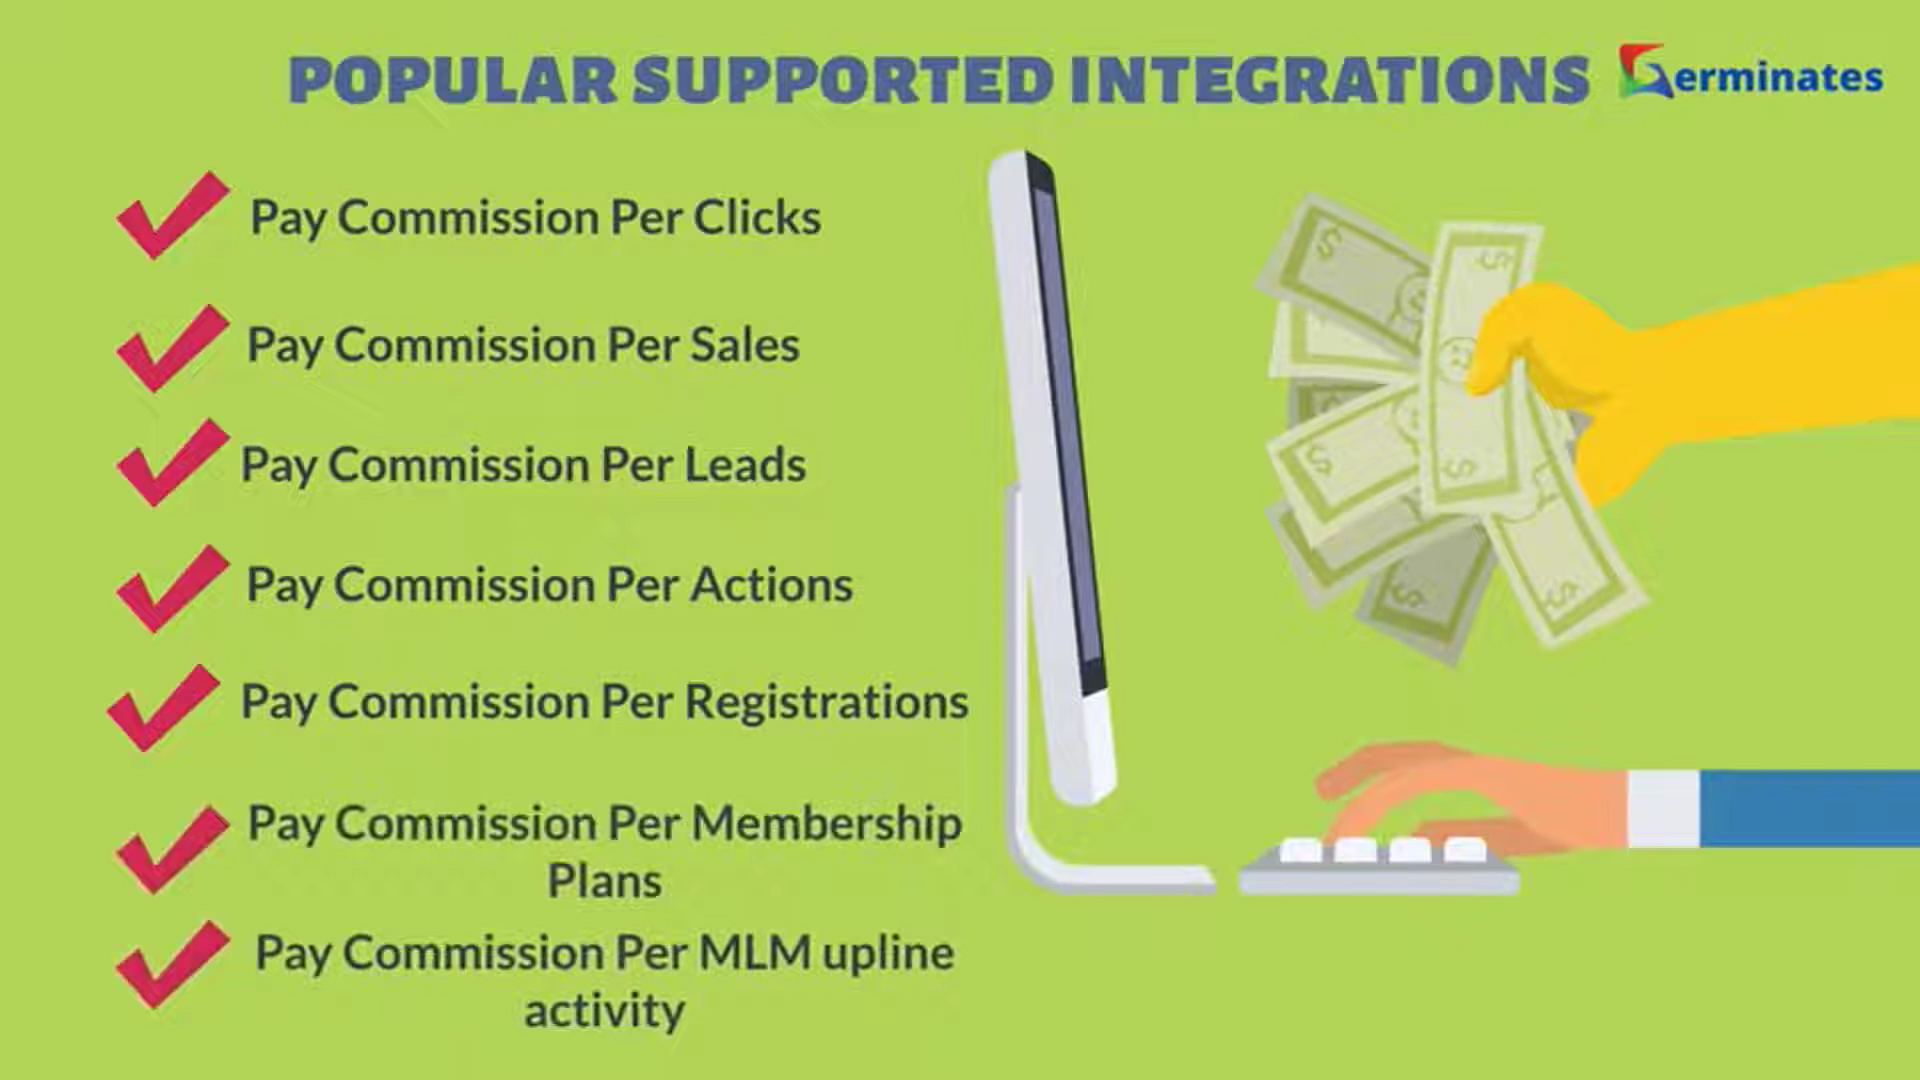 POPULAR SUPPORTED INTEGRATIONS
Germinates
Pay Commission Per Clicks
Pay Commission Per Sales
Pay Commission Per Leads
Pay Commission Per Actions
Pay Commission Per Registrations
Pay Commission Per Membership
Plans
Pay Commission Per MLM upline
activity